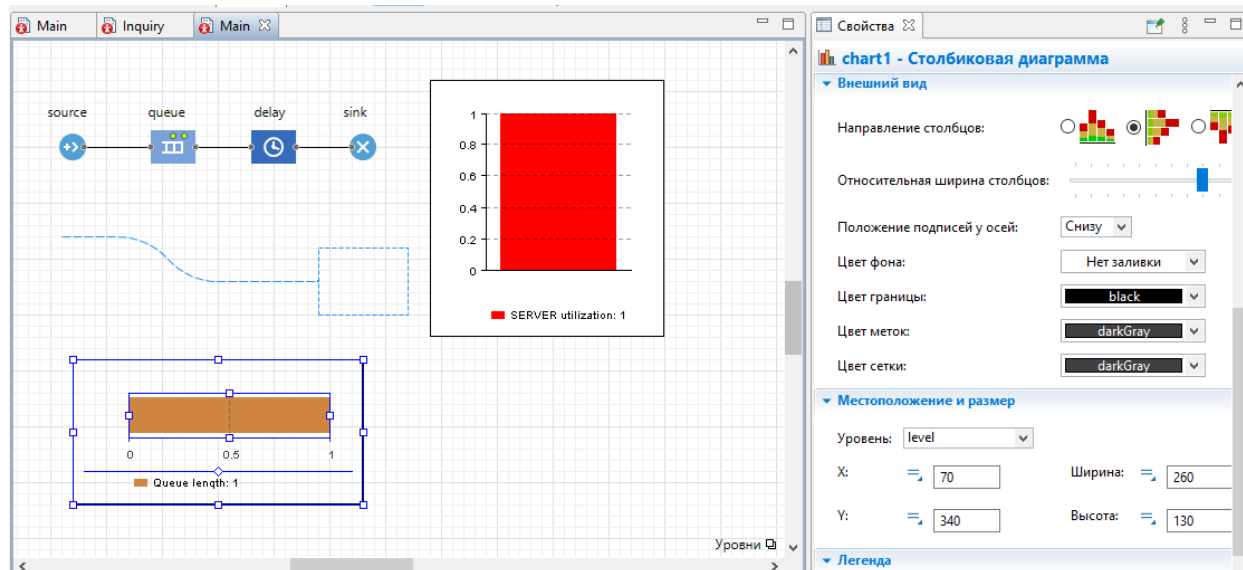 Main
Inquiry
Main
source
queue
delay
sink
1
0.8
0.6
0.4
0.2
0
SERVER utilization: 1
0
0.5
1
Queue length: 1
Уровни
Свойства
chart1 - Столбиковая диаграмма
Внешний вид
Направление столбцов:
Относительная ширина столбцов:
Положение подписей у осей: Снизу
Цвет фона: Нет заливки
Цвет границы: black
Цвет меток: darkGray
Цвет сетки: darkGray
Местоположение и размер
Уровень: level
X: 70 Ширина: 260
Y: 340 Высота: 130
Легенда